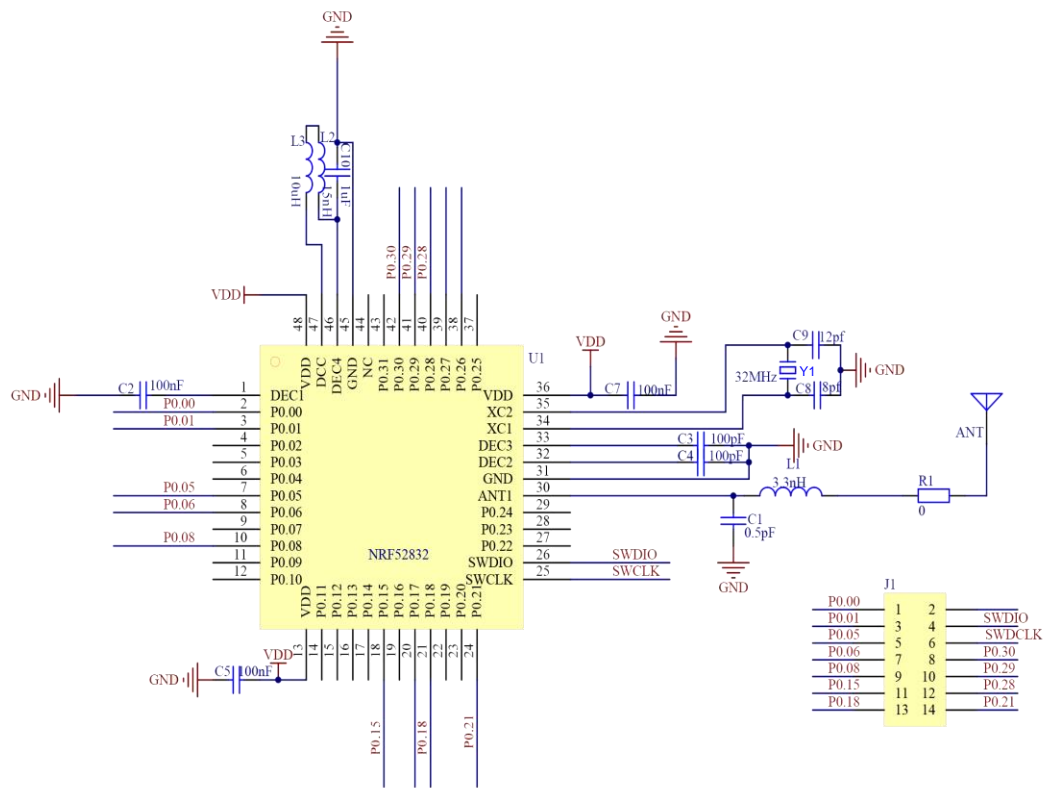 GND
L3
L2
C10
10uH
15nH
1uF
P0.30
P0.29
P0.28
VDD
48
47
46
45
44
43
42
41
40
39
38
37
VDD
DCC
DEC4
GND
NC
P0.31
P0.30
P0.29
P0.28
P0.27
P0.26
P0.25
U1
GND
C2
100nF
1
DEC1
P0.00
2
P0.00
P0.01
3
P0.01
4
P0.02
5
P0.03
6
P0.04
P0.05
7
P0.05
P0.06
8
P0.06
9
P0.07
P0.08
10
P0.08
11
P0.09
12
P0.10
NRF52832
VDD
36
XC2
35
XC1
34
DEC3
33
DEC2
32
GND
31
ANT1
30
P0.24
29
P0.23
28
P0.22
27
SWDIO
26
SWDIO
SWCLK
25
SWCLK
VDD
GND
C7
100nF
C9
12pf
32MHz
Y1
C8
8pf
GND
C3
100pF
C4
100pF
GND
L1
3.3nH
C1
0.5pF
GND
R1
0
ANT
VDD
P0.11
P0.12
P0.13
P0.14
P0.15
P0.16
P0.17
P0.18
P0.19
P0.20
P0.21
13
14
15
16
17
18
19
20
21
22
23
24
GND
C5
100nF
VDD
P0.15
P0.18
P0.21
J1
P0.00
1
2
P0.01
3
4
SWDIO
P0.05
5
6
SWDCLK
P0.06
7
8
P0.30
P0.08
9
10
P0.29
P0.15
11
12
P0.28
P0.18
13
14
P0.21